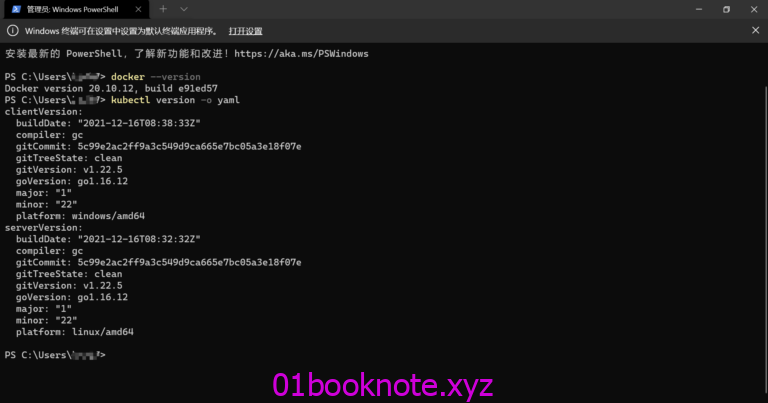 管理员: Windows PowerShell
Windows 终端可在设置中设置为默认终端应用程序。 打开设置
安装最新的 PowerShell，了解新功能和改进！https://aka.ms/PSWindows
PS C:\Users\ > docker --version
Docker version 20.10.12, build e91ed57
PS C:\Users\ > kubectl version -o yaml
clientVersion:
  buildDate: "2021-12-16T08:38:33Z"
  compiler: gc
  gitCommit: 5c99e2ac2ff9a3c549d9ca665e7bc05a3e18f07e
  gitTreeState: clean
  gitVersion: v1.22.5
  goVersion: go1.16.12
  major: "1"
  minor: "22"
  platform: windows/amd64
serverVersion:
  buildDate: "2021-12-16T08:32:32Z"
  compiler: gc
  gitCommit: 5c99e2ac2ff9a3c549d9ca665e7bc05a3e18f07e
  gitTreeState: clean
  gitVersion: v1.22.5
  goVersion: go1.16.12
  major: "1"
  minor: "22"
  platform: linux/amd64
PS C:\Users\ >
01booknote.xyz